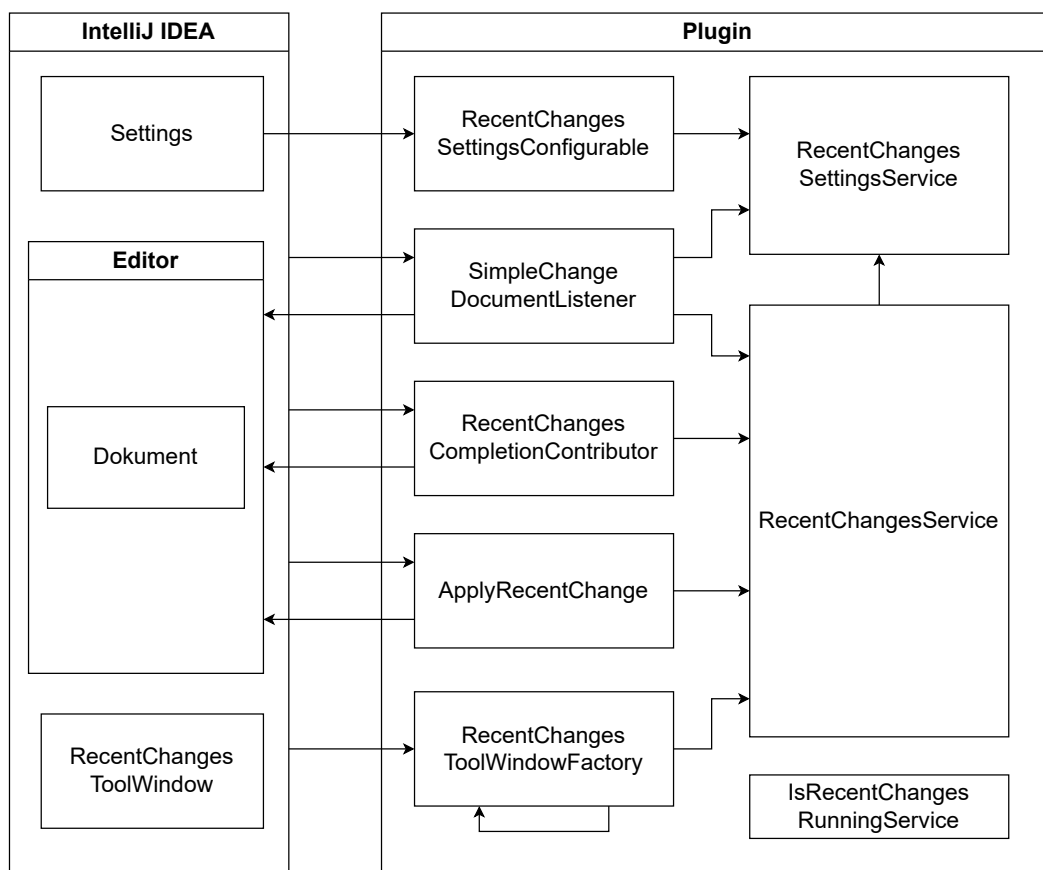 IntelliJ IDEA
Settings
Editor
Dokument
RecentChanges
ToolWindow
Plugin
RecentChanges
SettingsConfigurable
SimpleChange
DocumentListener
RecentChanges
CompletionContributor
ApplyRecentChange
RecentChanges
ToolWindowFactory
RecentChanges
SettingsService
RecentChangesService
IsRecentChanges
RunningService